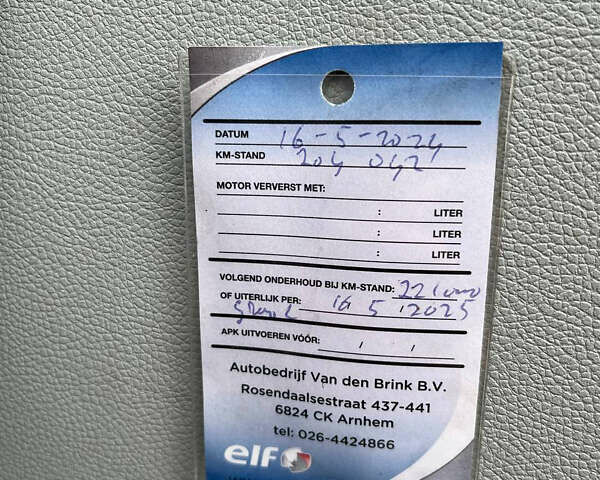 DATUM 16-5-2024
KM-STAND 204 042
MOTOR VERVERST MET:
: LITER
: LITER
: LITER
VOLGEND ONDERHOUD BIJ KM-STAND:
OF UITERLIJK PER: 16 5 2025
APK UITVOEREN VÓÓR:
Autobedrijf Van den Brink B.V.
Rosendaalsestraat 437-441
6824 CK Arnhem
tel: 026-4424866
elf